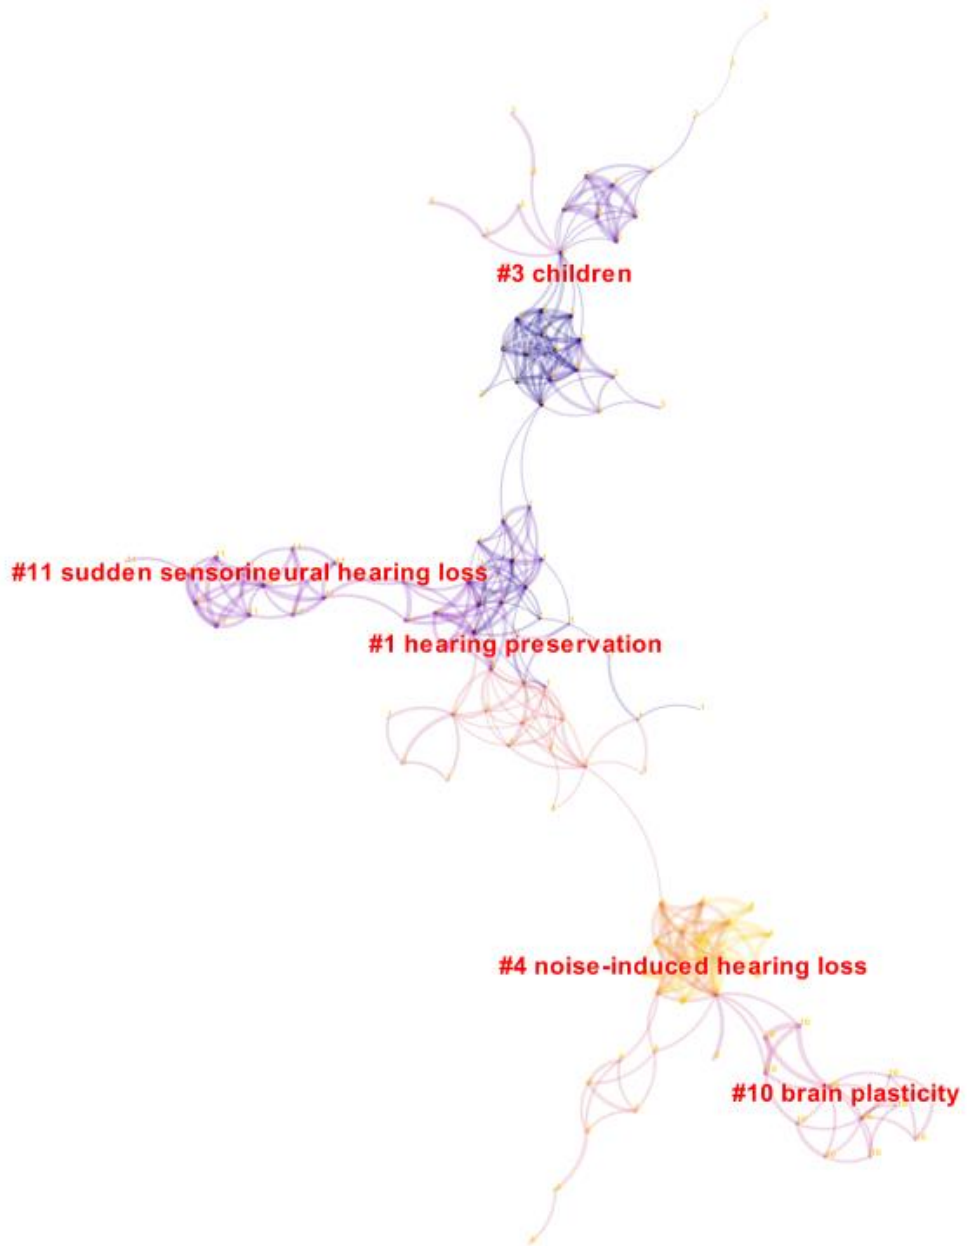 #3 children
#11 sudden sensorineural hearing loss
#1 hearing preservation
#4 noise-induced hearing loss
#10 brain plasticity